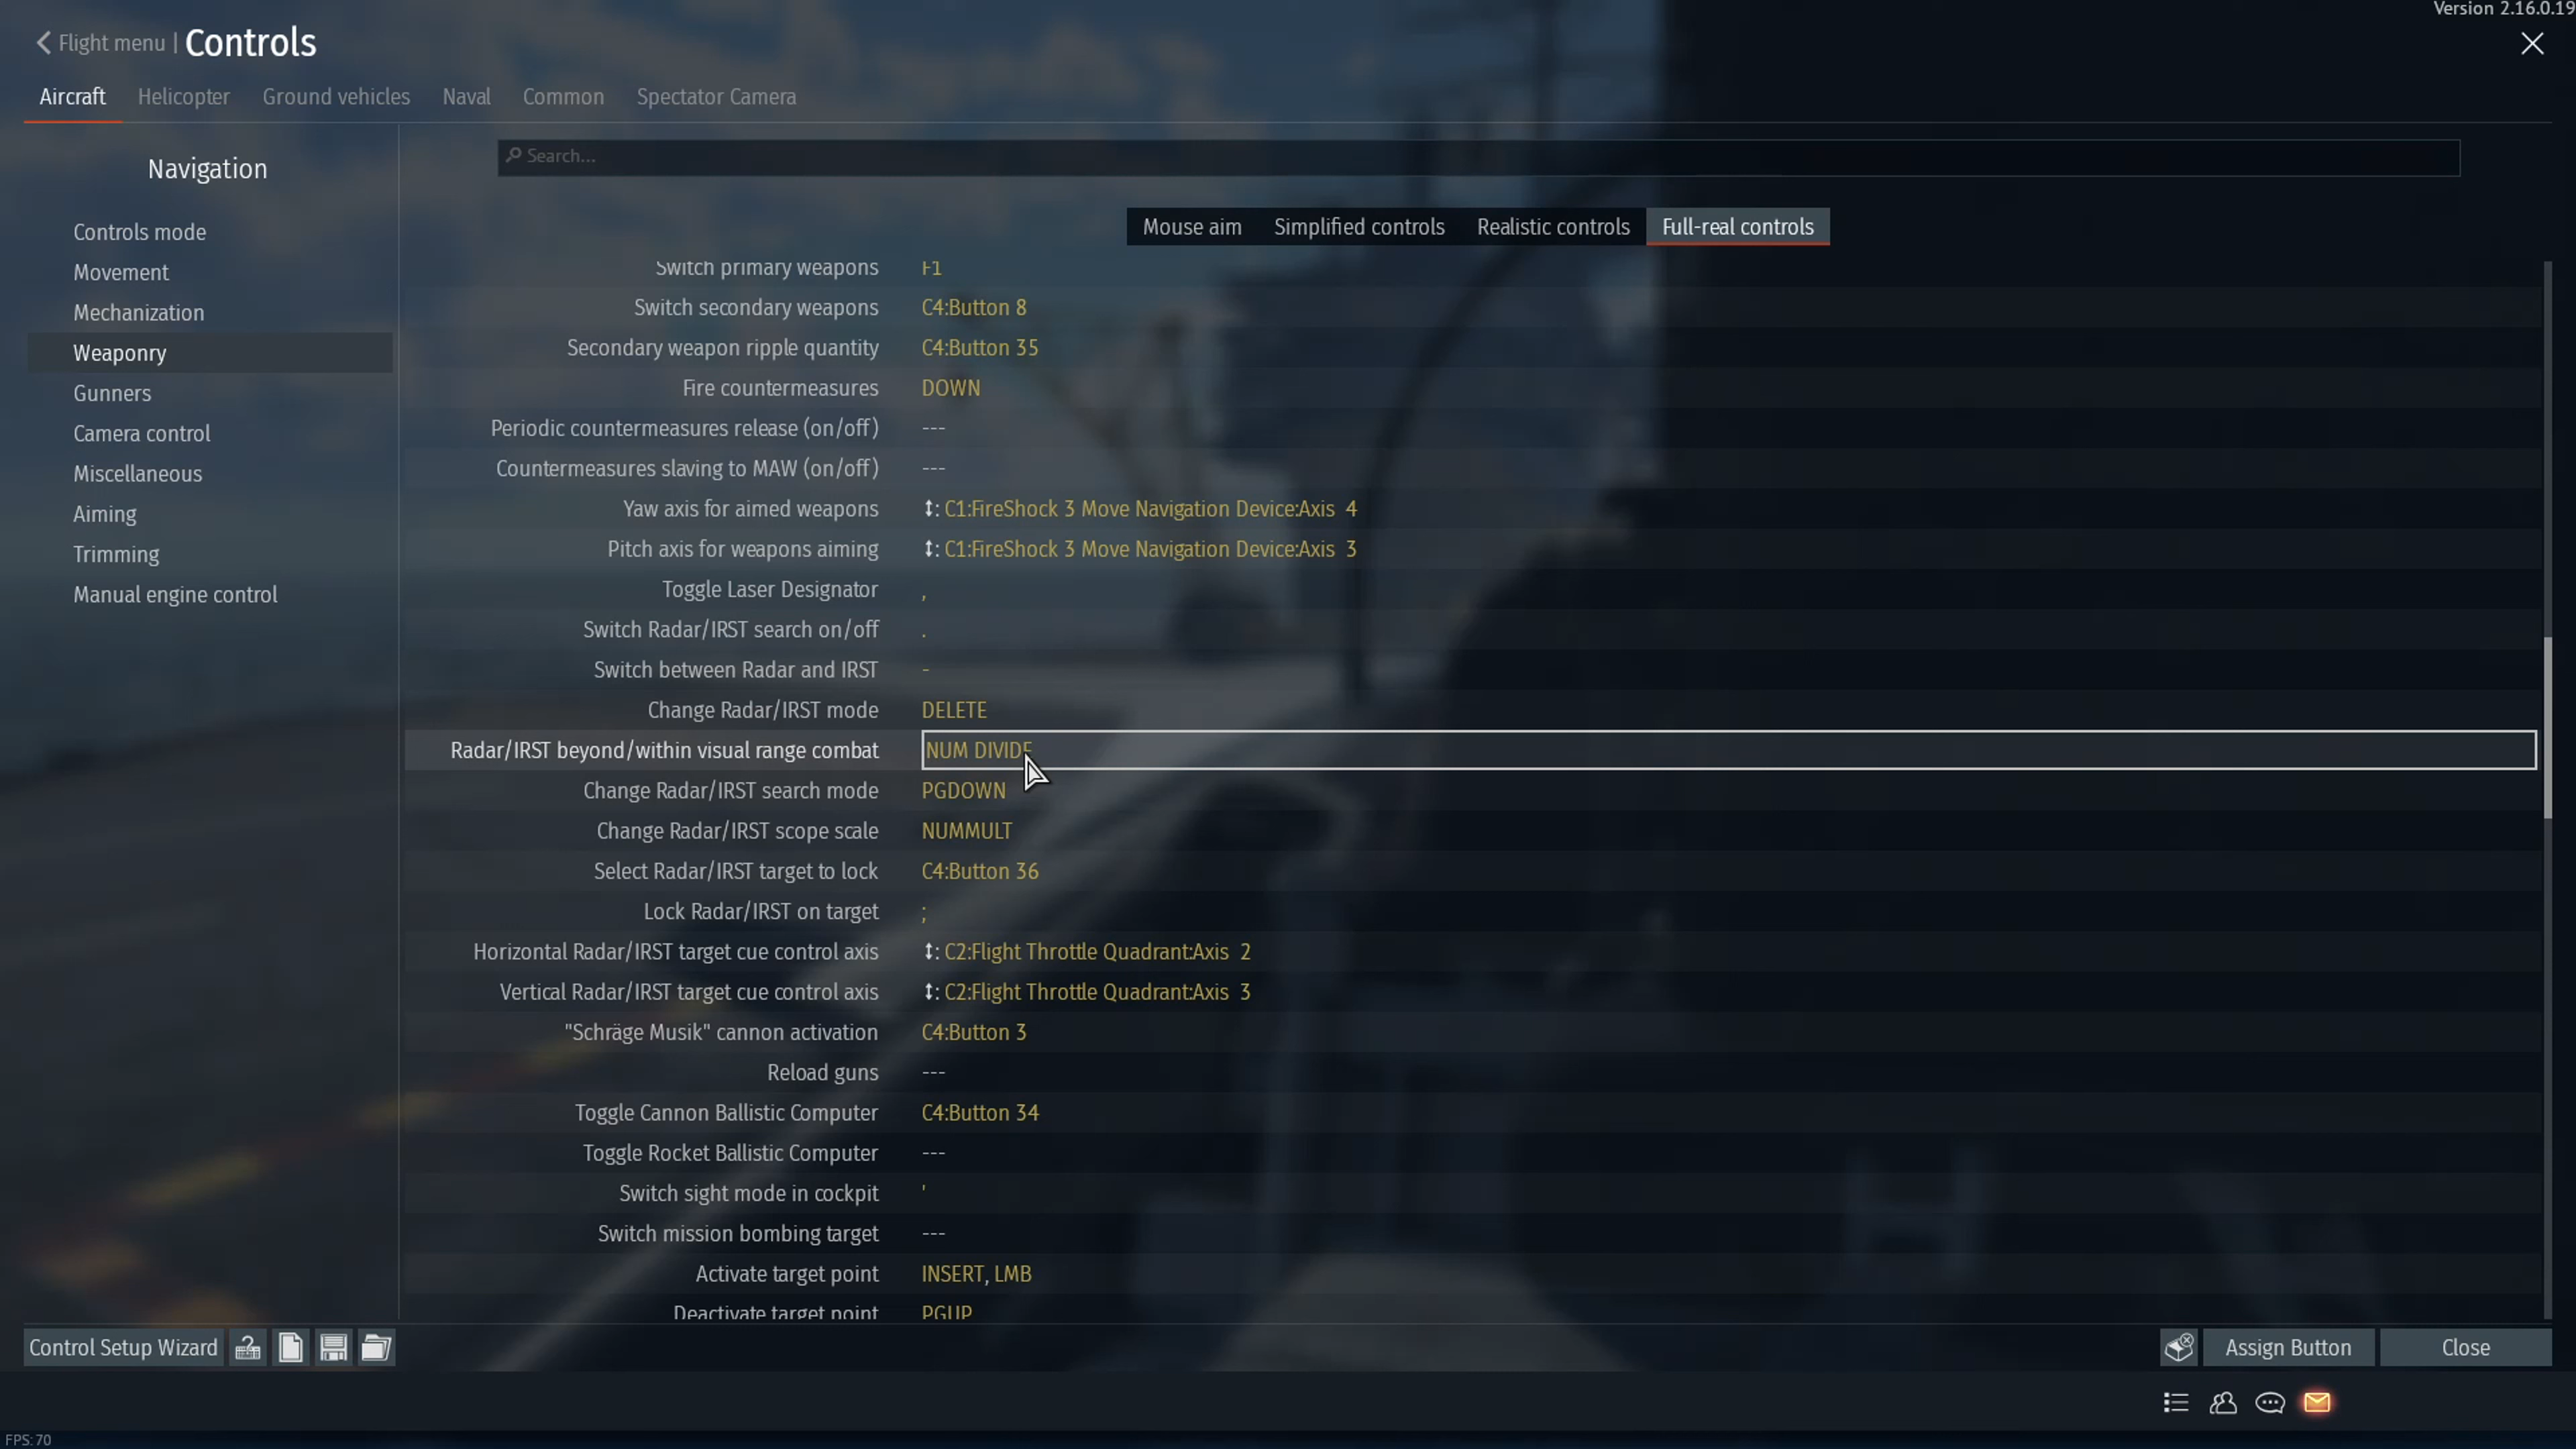 Version 2.16.0.19
Flight menu | Controls
Aircraft Helicopter Ground vehicles Naval Common Spectator Camera
Navigation
Search...
Controls mode
Movement
Mechanization
Weaponry
Gunners
Camera control
Miscellaneous
Aiming
Trimming
Manual engine control
Mouse aim Simplified controls Realistic controls Full-real controls
Switch primary weapons F1
Switch secondary weapons C4:Button 8
Secondary weapon ripple quantity C4:Button 35
Fire countermeasures DOWN
Periodic countermeasures release (on/off) ---
Countermeasures slaving to MAW (on/off) ---
Yaw axis for aimed weapons ↕: C1:FireShock 3 Move Navigation Device:Axis 4
Pitch axis for weapons aiming ↕: C1:FireShock 3 Move Navigation Device:Axis 3
Toggle Laser Designator ,
Switch Radar/IRST search on/off .
Switch between Radar and IRST -
Change Radar/IRST mode DELETE
Radar/IRST beyond/within visual range combat NUM DIVIDE
Change Radar/IRST search mode PGDOWN
Change Radar/IRST scope scale NUMMULT
Select Radar/IRST target to lock C4:Button 36
Lock Radar/IRST on target ;
Horizontal Radar/IRST target cue control axis ↕: C2:Flight Throttle Quadrant:Axis 2
Vertical Radar/IRST target cue control axis ↕: C2:Flight Throttle Quadrant:Axis 3
"Schräge Musik" cannon activation C4:Button 3
Reload guns ---
Toggle Cannon Ballistic Computer C4:Button 34
Toggle Rocket Ballistic Computer ---
Switch sight mode in cockpit '
Switch mission bombing target ---
Activate target point INSERT, LMB
Deactivate target point PGUP
Control Setup Wizard
Assign Button Close
FPS: 70